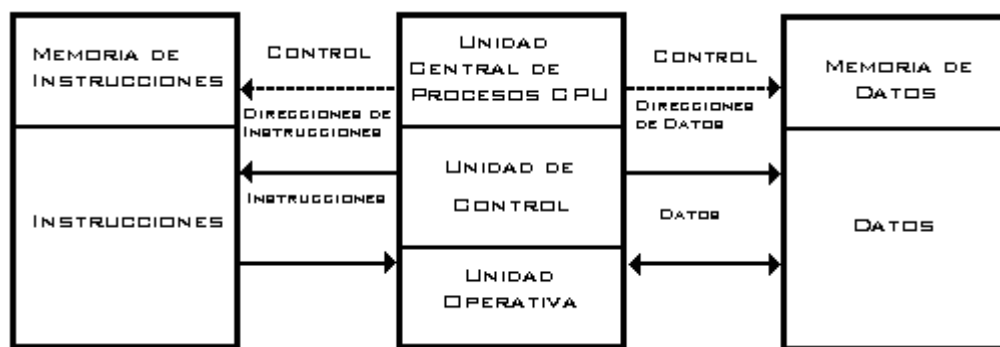 Memoria de
Instrucciones
Instrucciones
Control
Direcciones de
Instrucciones
Instrucciones
Unidad
Central de
Procesos CPU
Unidad de
Control
Unidad
Operativa
Control
Direcciones
de Datos
Datos
Memoria de
Datos
Datos